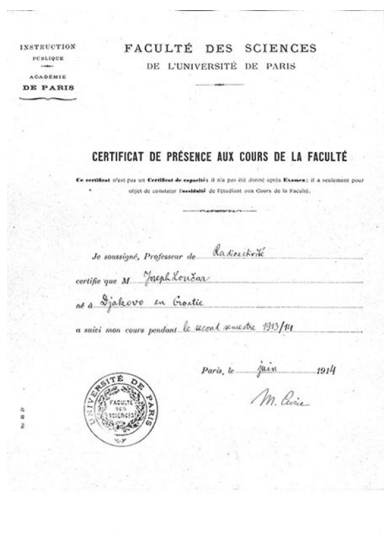 INSTRUCTION
PUBLIQUE
ACADÉMIE
DE PARIS
FACULTÉ DES SCIENCES
DE L'UNIVERSITÉ DE PARIS
CERTIFICAT DE PRÉSENCE AUX COURS DE LA FACULTÉ
Ce certificat n'est pas un Certificat de capacité; il n'a pas été donné après Examen; il a seulement pour
objet de constater l'assiduité de l'étudiant aux Cours de la Faculté.
Je soussigné, Professeur de Radioactivité
certifie que M Joseph Lončar
né à Djakovo en Croatie
a suivi mon cours pendant le second semestre 1913/14
Paris, le juin 1914
M. Curie
UNIVERSITÉ DE PARIS
FACULTÉ
DES
SCIENCES